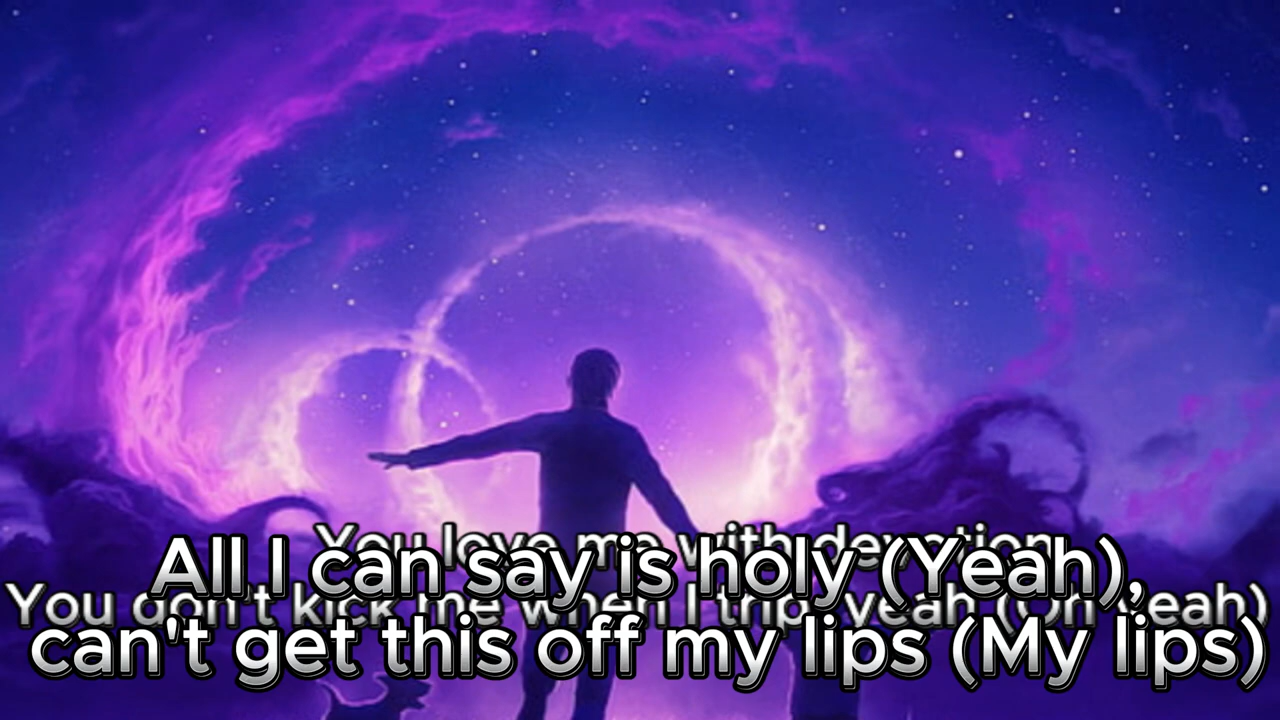 You love me with devotion
All I can say is holy (Yeah),
You don't kick me when I trip, yeah (Oh yeah)
can't get this off my lips (My lips)